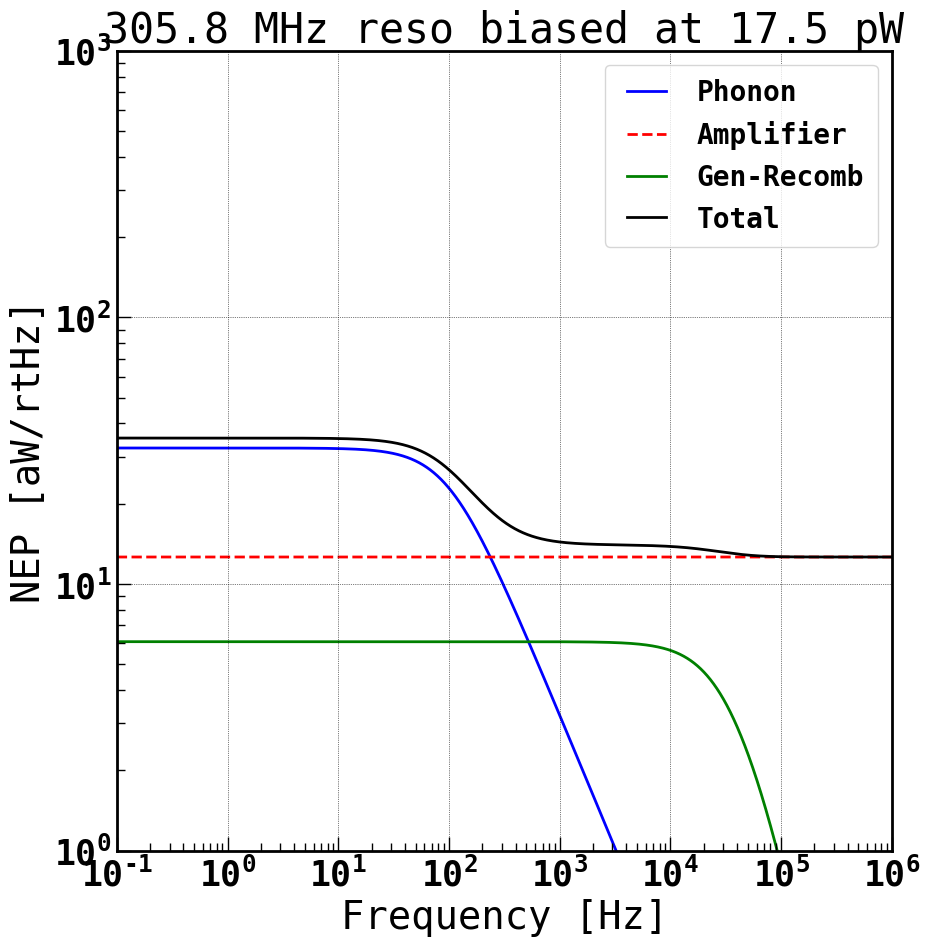 305.8 MHz reso biased at 17.5 pW
Phonon
Amplifier
Gen-Recomb
Total
NEP [aW/rtHz]
10³
10²
10¹
10⁰
10⁻¹ 10⁰ 10¹ 10² 10³ 10⁴ 10⁵ 10⁶
Frequency [Hz]